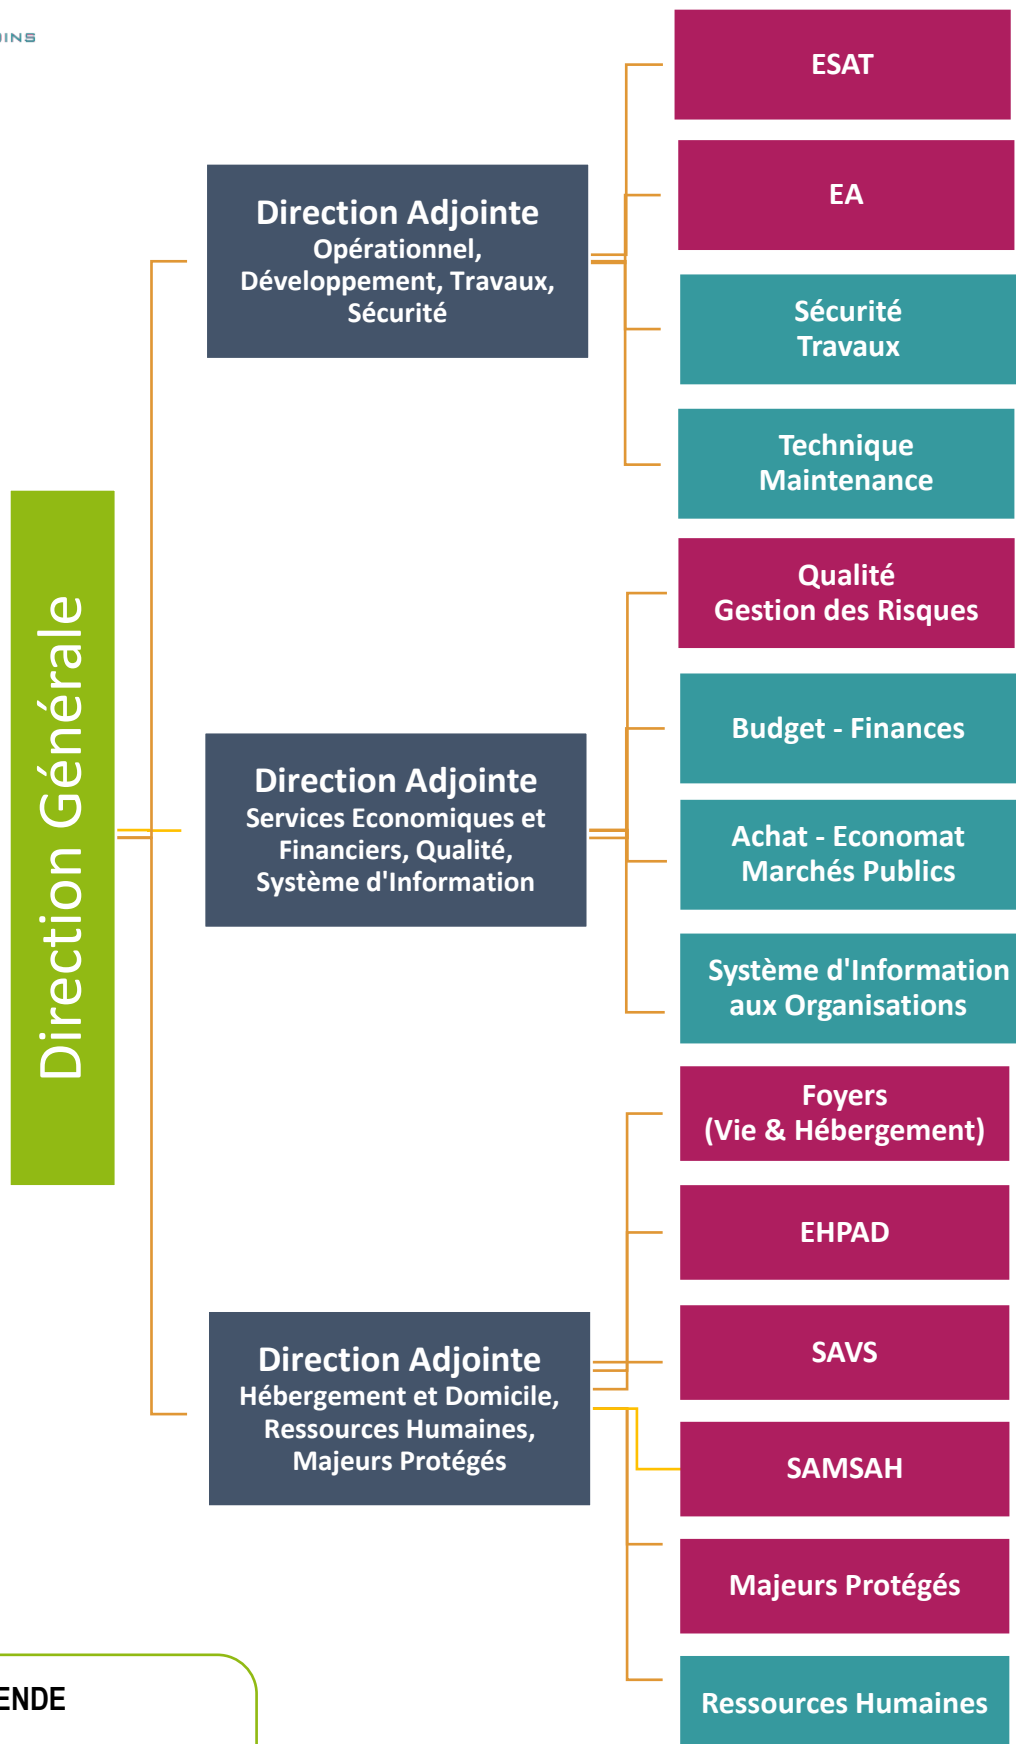 Direction Générale
Direction Adjointe
Opérationnel,
Développement, Travaux,
Sécurité
ESAT
EA
Sécurité
Travaux
Technique
Maintenance
Direction Adjointe
Services Economiques et
Financiers, Qualité,
Système d'Information
Qualité
Gestion des Risques
Budget - Finances
Achat - Economat
Marchés Publics
Système d'Information
aux Organisations
Direction Adjointe
Hébergement et Domicile,
Ressources Humaines,
Majeurs Protégés
Foyers
(Vie & Hébergement)
EHPAD
SAVS
SAMSAH
Majeurs Protégés
Ressources Humaines
ENDE